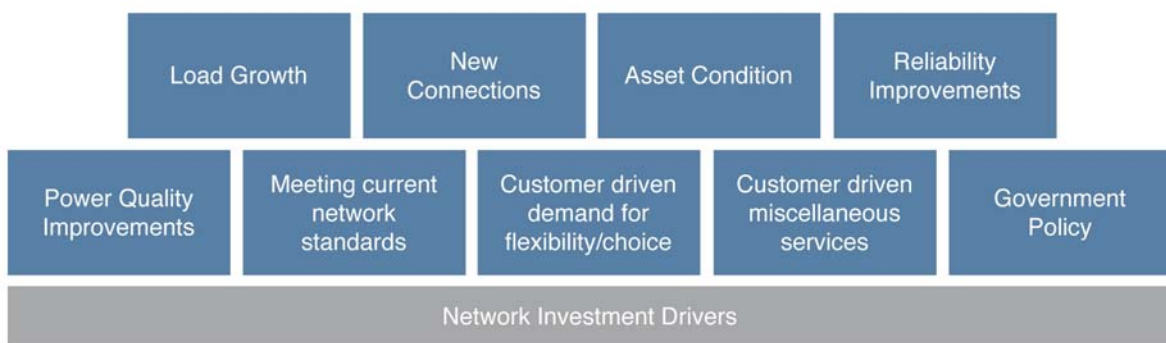 Load Growth
New
Connections
Asset Condition
Reliability
Improvements
Power Quality
Improvements
Meeting current
network
standards
Customer driven
demand for
flexibility/choice
Customer driven
miscellaneous
services
Government
Policy
Network Investment Drivers